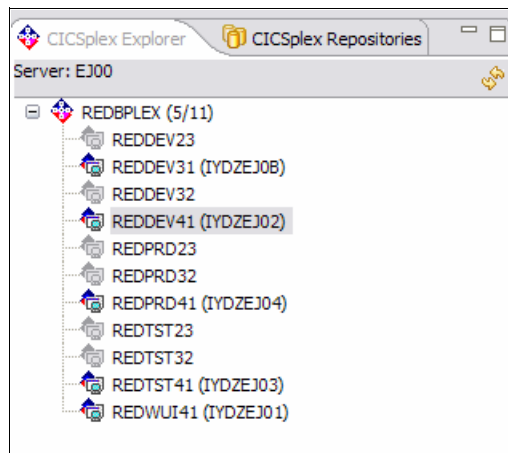 CICSplex Explorer CICSplex Repositories
Server: EJ00
REDBPLEX (5/11)
REDDEV23
REDDEV31 (IYDZEJ0B)
REDDEV32
REDDEV41 (IYDZEJ02)
REDPRD23
REDPRD32
REDPRD41 (IYDZEJ04)
REDTST23
REDTST32
REDTST41 (IYDZEJ03)
REDWUI41 (IYDZEJ01)